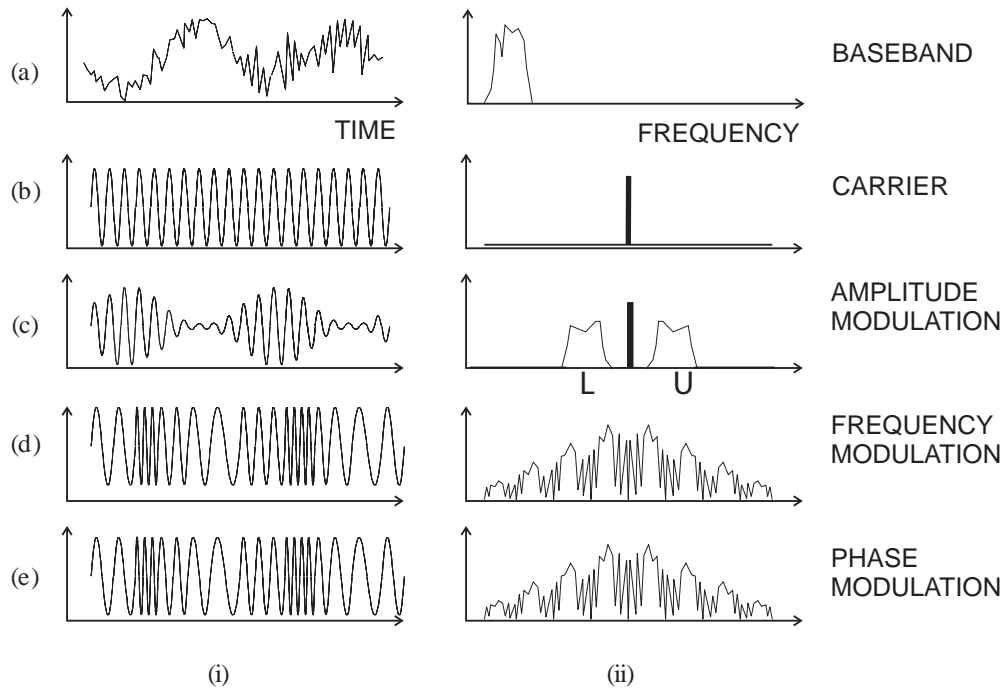 (a)
BASEBAND
TIME
FREQUENCY
(b)
CARRIER
(c)
AMPLITUDE
MODULATION
L
U
(d)
FREQUENCY
MODULATION
(e)
PHASE
MODULATION
(i)
(ii)